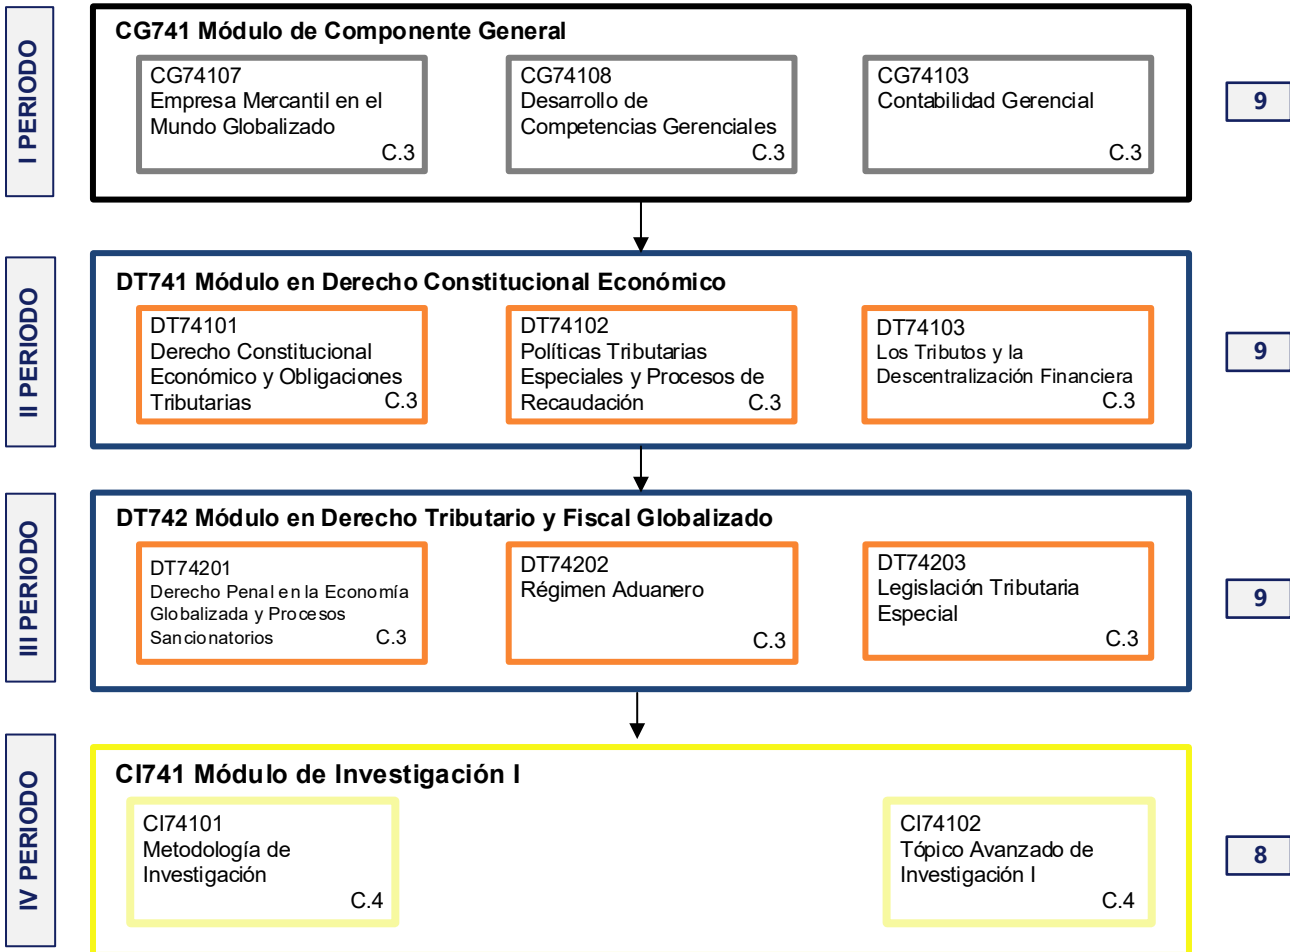 I PERIODO
CG741 Módulo de Componente General
CG74107
Empresa Mercantil en el
Mundo Globalizado
C.3
CG74108
Desarrollo de
Competencias Gerenciales
C.3
CG74103
Contabilidad Gerencial
C.3
9
II PERIODO
DT741 Módulo en Derecho Constitucional Económico
DT74101
Derecho Constitucional
Económico y Obligaciones
Tributarias C.3
DT74102
Políticas Tributarias
Especiales y Procesos de
Recaudación C.3
DT74103
Los Tributos y la
Descentralización Financiera
C.3
9
III PERIODO
DT742 Módulo en Derecho Tributario y Fiscal Globalizado
DT74201
Derecho Penal en la Economía
Globalizada y Procesos
Sancionatorios C.3
DT74202
Régimen Aduanero
C.3
DT74203
Legislación Tributaria
Especial
C.3
9
IV PERIODO
CI741 Módulo de Investigación I
CI74101
Metodología de
Investigación
C.4
CI74102
Tópico Avanzado de
Investigación I
C.4
8